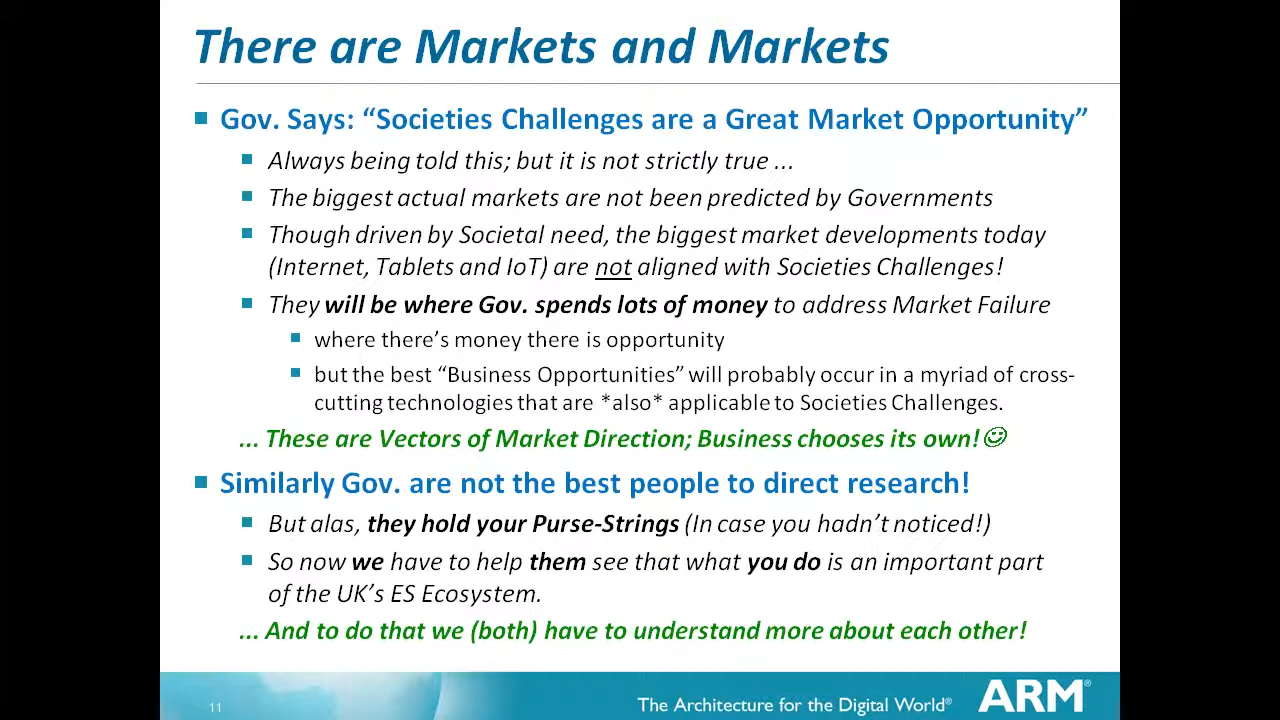 There are Markets and Markets
Gov. Says: “Societies Challenges are a Great Market Opportunity”
Always being told this; but it is not strictly true ...
The biggest actual markets are not been predicted by Governments
Though driven by Societal need, the biggest market developments today
(Internet, Tablets and IoT) are not aligned with Societies Challenges!
They will be where Gov. spends lots of money to address Market Failure
where there’s money there is opportunity
but the best “Business Opportunities” will probably occur in a myriad of cross-
cutting technologies that are *also* applicable to Societies Challenges.
... These are Vectors of Market Direction; Business chooses its own!☺
Similarly Gov. are not the best people to direct research!
But alas, they hold your Purse-Strings (In case you hadn’t noticed!)
So now we have to help them see that what you do is an important part
of the UK’s ES Ecosystem.
... And to do that we (both) have to understand more about each other!
11
The Architecture for the Digital World®
ARM®